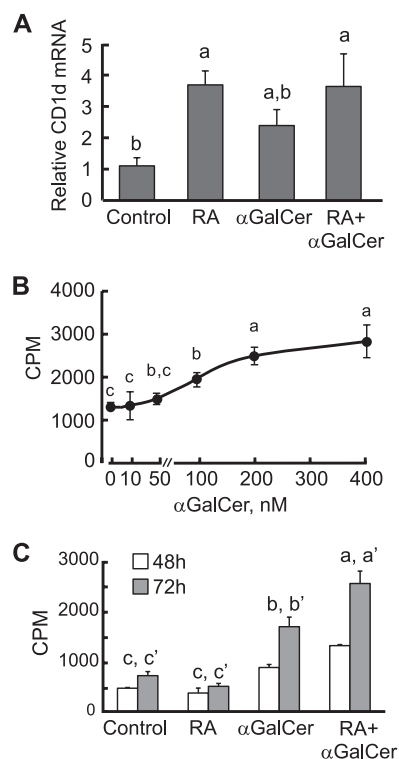 A
Relative CD1d mRNA
5
4
3
2
1
0
b
a
a,b
a
Control RA αGalCer RA+
αGalCer
B
CPM
4000
3000
2000
1000
0
c c b,c b a a
0 10 50 // 100 200 300 400
αGalCer, nM
C
CPM
3000
2000
1000
0
48h
72h
c, c’ c, c’ b, b’ a, a’
Control RA αGalCer RA+
αGalCer